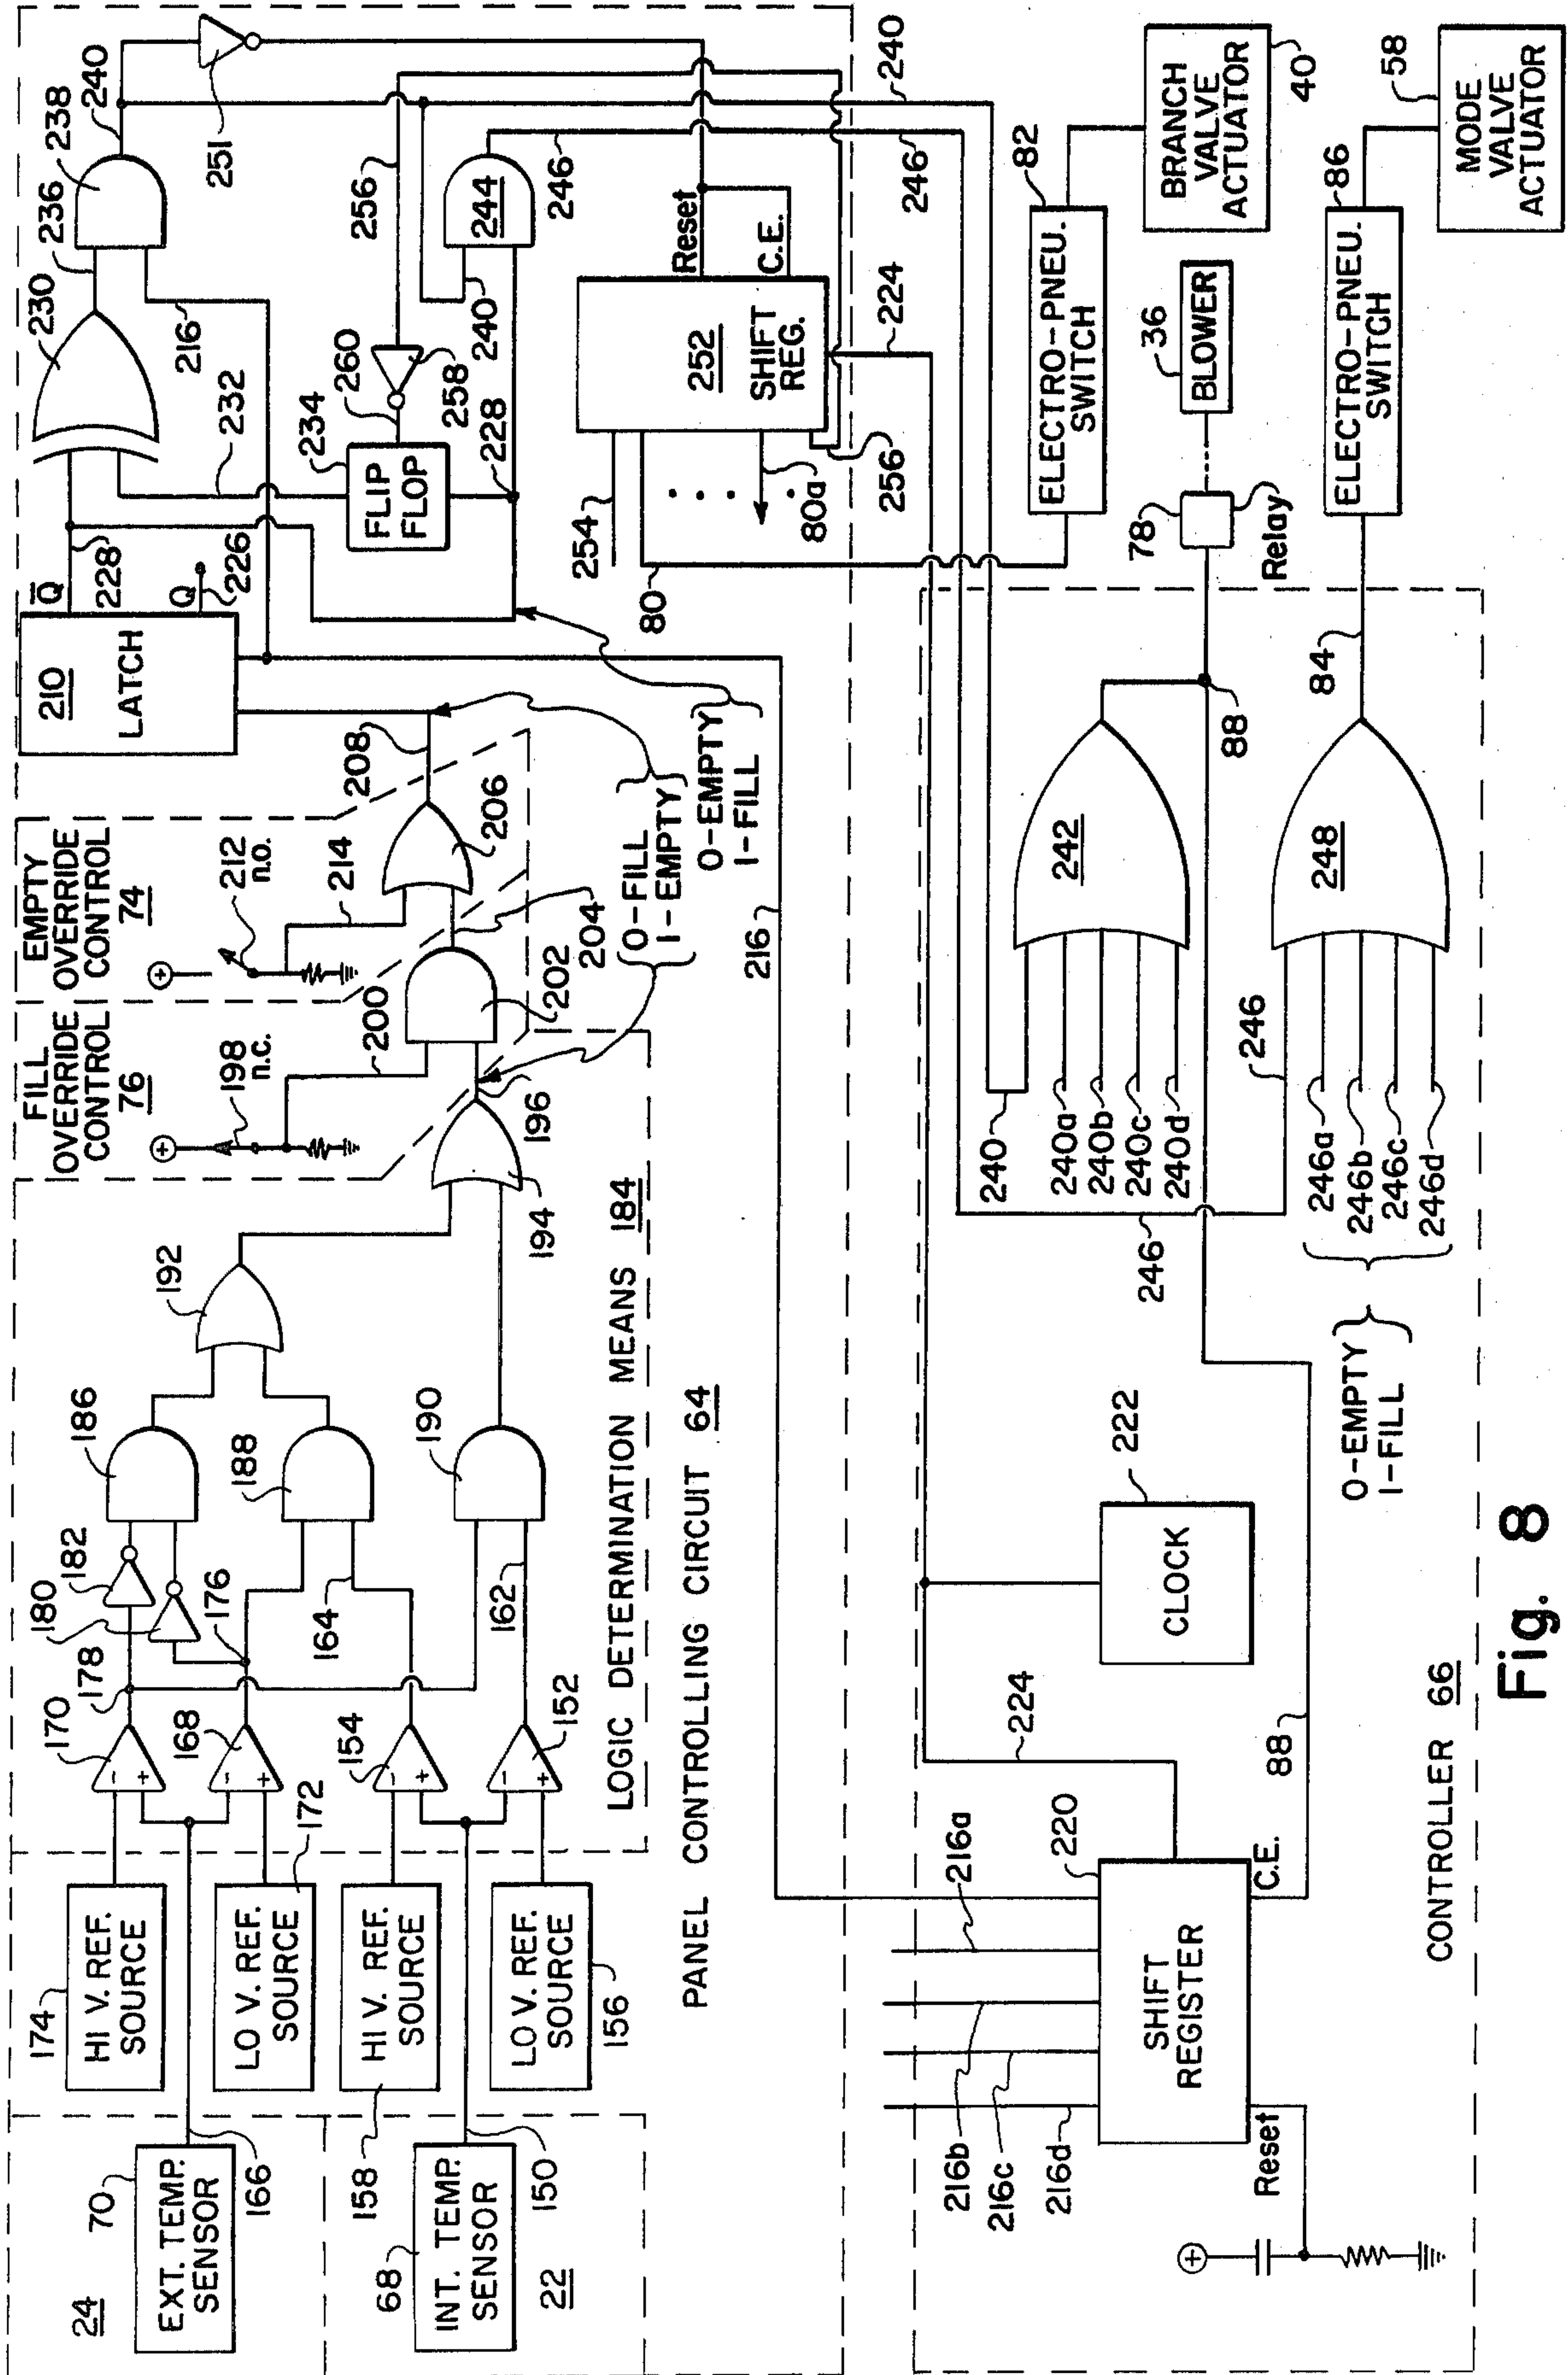 24
70
EXT. TEMP.
SENSOR
166
68
INT. TEMP.
SENSOR
22
150
158
174
HI V. REF.
SOURCE
LO V. REF.
SOURCE
172
HI V. REF.
SOURCE
LO V. REF.
SOURCE
156
170
-
+
168
-
+
154
-
+
152
-
+
178
180
182
176
164
162
186
188
190
192
194
196
LOGIC DETERMINATION MEANS 184
PANEL CONTROLLING CIRCUIT 64
FILL
OVERRIDE
CONTROL
76
+
198
n.c.
200
202
204
EMPTY
OVERRIDE
CONTROL
74
+
212
n.o.
214
206
208
O-FILL
I-EMPTY
O-EMPTY
I-FILL
216
210
LATCH
Q̄
228
Q
226
230
232
216
236
238
240
251
234
FLIP
FLOP
260
258
256
228
240
244
246
254
80
80a
256
252
SHIFT
REG.
Reset
C.E.
224
240
246
82
ELECTRO-PNEU.
SWITCH
BRANCH
VALVE
ACTUATOR
40
78
Relay
36
BLOWER
86
ELECTRO-PNEU.
SWITCH
58
MODE
VALVE
ACTUATOR
84
88
242
240
240a
240b
240c
240d
248
246
246
246a
246b
246c
246d
O-EMPTY
I-FILL
222
CLOCK
224
88
220
SHIFT
REGISTER
C.E.
Reset
216a
216b
216c
216d
+
CONTROLLER 66
Fig. 8